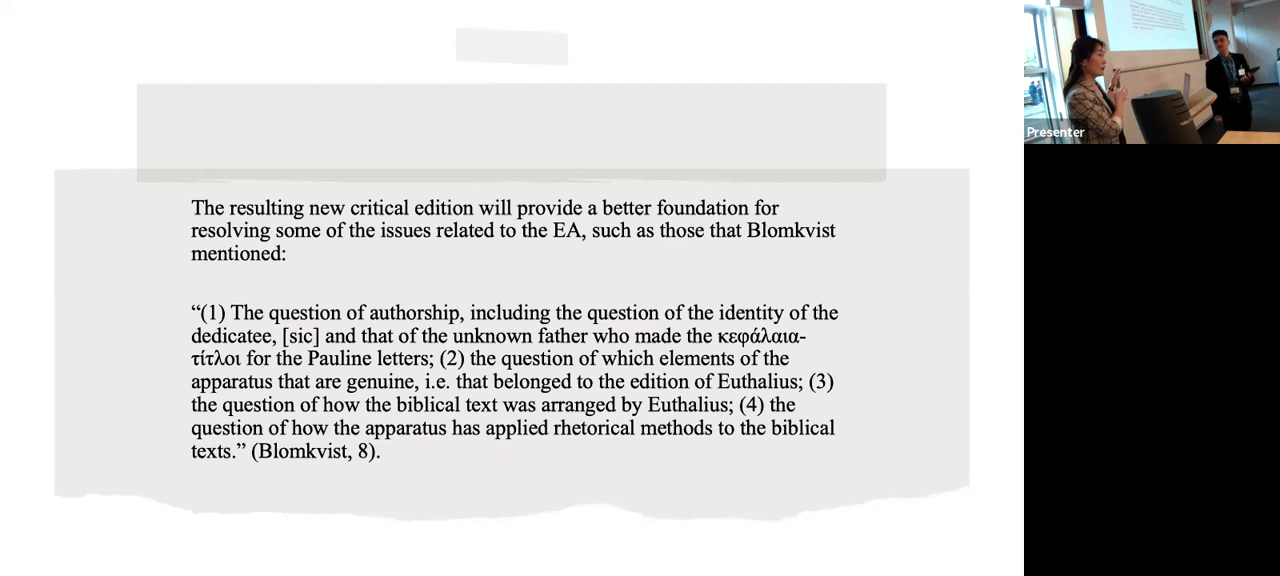 The resulting new critical edition will provide a better foundation for
resolving some of the issues related to the EA, such as those that Blomkvist
mentioned:
“(1) The question of authorship, including the question of the identity of the
dedicatee, [sic] and that of the unknown father who made the κεφάλαια-
τίτλοι for the Pauline letters; (2) the question of which elements of the
apparatus that are genuine, i.e. that belonged to the edition of Euthalius; (3)
the question of how the biblical text was arranged by Euthalius; (4) the
question of how the apparatus has applied rhetorical methods to the biblical
texts.” (Blomkvist, 8).
Presenter